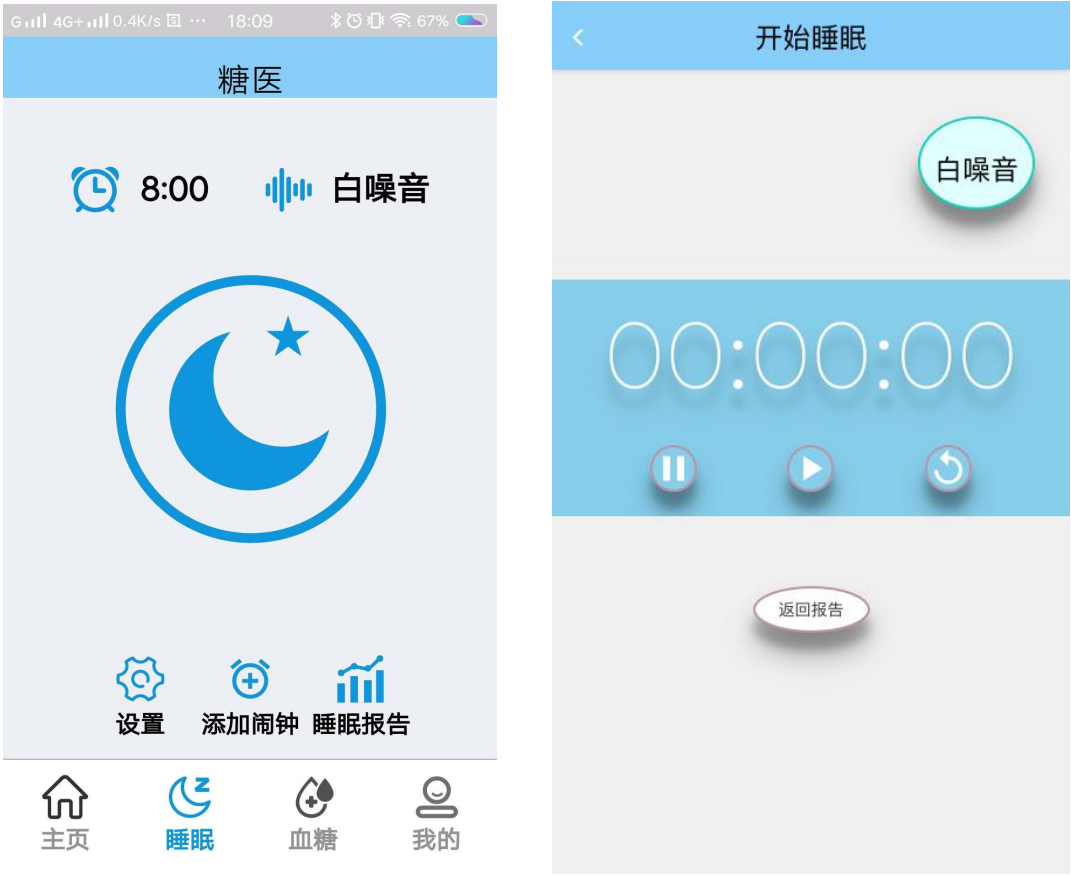 G 4G+ 0.4K/s ··· 18:09 67%
糖医
8:00 白噪音
设置 添加闹钟 睡眠报告
主页 睡眠 血糖 我的
开始睡眠
白噪音
00:00:00
返回报告